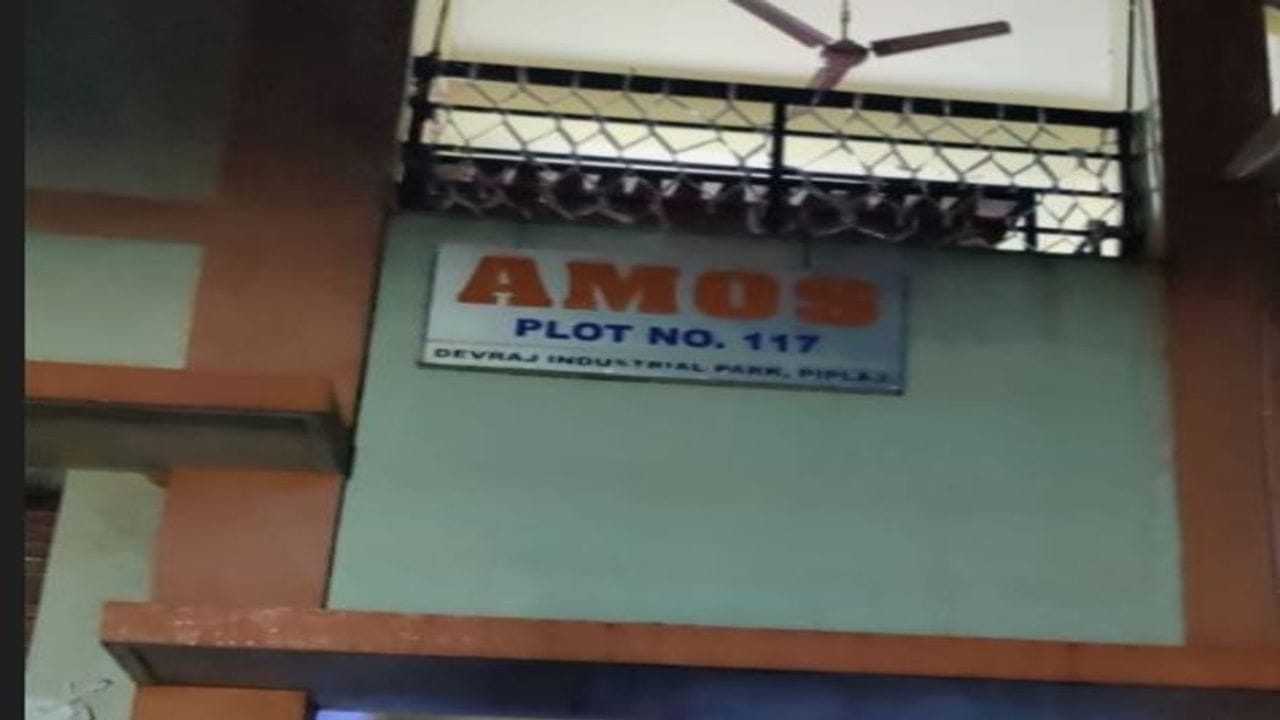 AMOS
PLOT NO. 117
DEVRAJ INDUSTRIAL PARK, PIPLAJ.